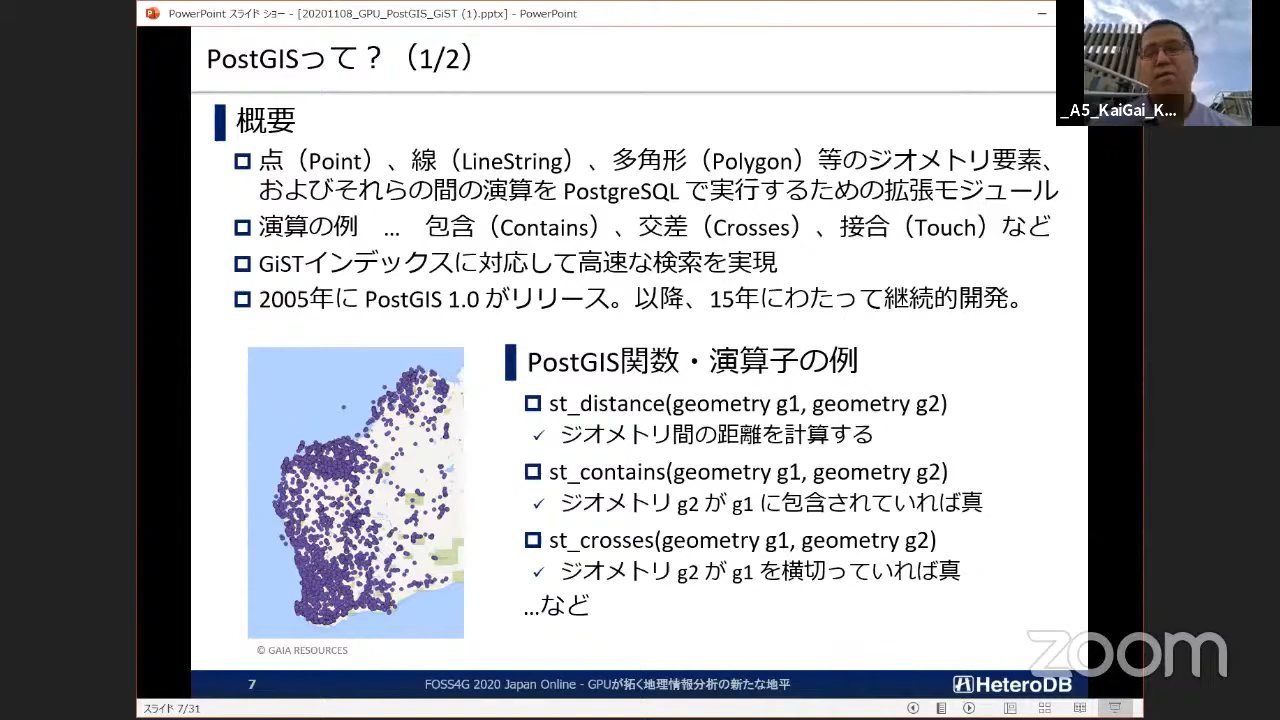 PowerPoint スライド ショー - [20201108_GPU_PostGIS_GiST (1).pptx] - PowerPoint
_A5_KaiGai_K...
PostGISって？（1/2）
概要
点（Point）、線（LineString）、多角形（Polygon）等のジオメトリ要素、
およびそれらの間の演算を PostgreSQL で実行するための拡張モジュール
演算の例 … 包含（Contains）、交差（Crosses）、接合（Touch）など
GiSTインデックスに対応して高速な検索を実現
2005年に PostGIS 1.0 がリリース。以降、15年にわたって継続的開発。
PostGIS関数・演算子の例
st_distance(geometry g1, geometry g2)
ジオメトリ間の距離を計算する
st_contains(geometry g1, geometry g2)
ジオメトリ g2 が g1 に包含されていれば真
st_crosses(geometry g1, geometry g2)
ジオメトリ g2 が g1 を横切っていれば真
…など
© GAIA RESOURCES
zoom
7
FOSS4G 2020 Japan Online - GPUが拓く地理情報分析の新たな地平
HeteroDB
スライド 7/31